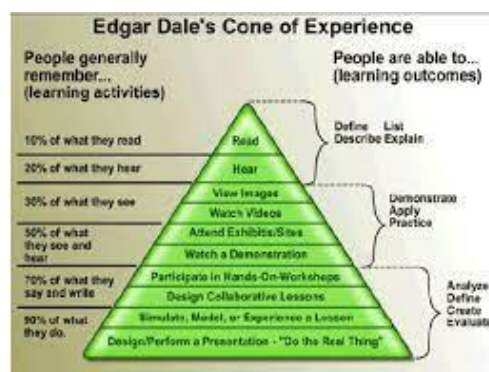 Edgar Dale's Cone of Experience
People generally
remember...
(learning activities)
People are able to...
(learning outcomes)
10% of what they read
20% of what they hear
30% of what they see
50% of what
they see and
hear
70% of what they
say and write
90% of what
they do.
Read
Hear
View Images
Watch Videos
Attend Exhibits/Sites
Watch a Demonstration
Participate in Hands-On-Workshops
Design Collaborative Lessons
Simulate, Model, or Experience a Lesson
Design/Perform a Presentation - "Do the Real Thing"
Define List
Describe Explain
Demonstrate
Apply
Practice
Analyze
Define
Create
Evaluate